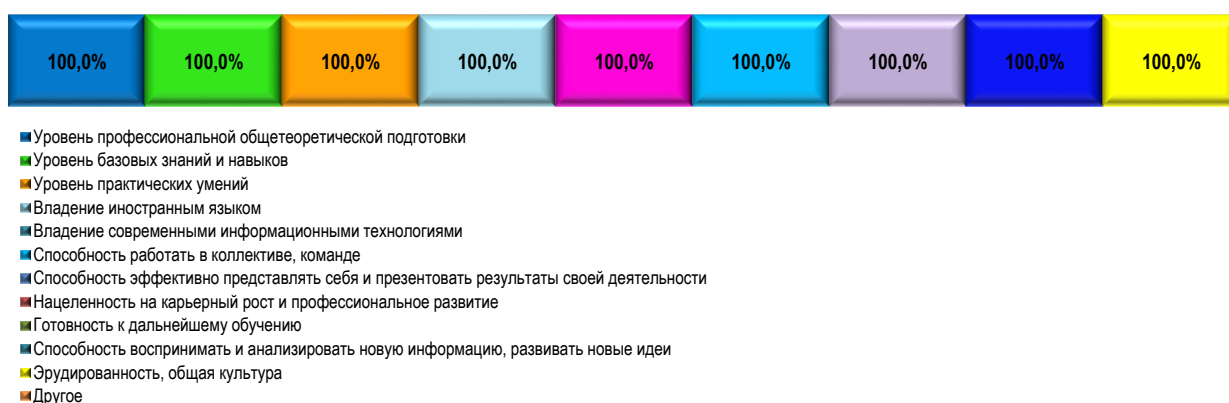 100,0% 100,0% 100,0% 100,0% 100,0% 100,0% 100,0% 100,0% 100,0%
Уровень профессиональной общетеоретической подготовки
Уровень базовых знаний и навыков
Уровень практических умений
Владение иностранным языком
Владение современными информационными технологиями
Способность работать в коллективе, команде
Способность эффективно представлять себя и презентовать результаты своей деятельности
Нацеленность на карьерный рост и профессиональное развитие
Готовность к дальнейшему обучению
Способность воспринимать и анализировать новую информацию, развивать новые идеи
Эрудированность, общая культура
Другое